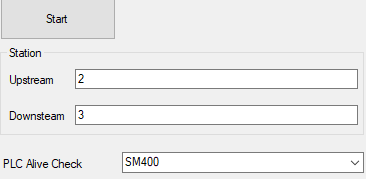 Start
Station
Upstream 2
Downsteam 3
PLC Alive Check SM400